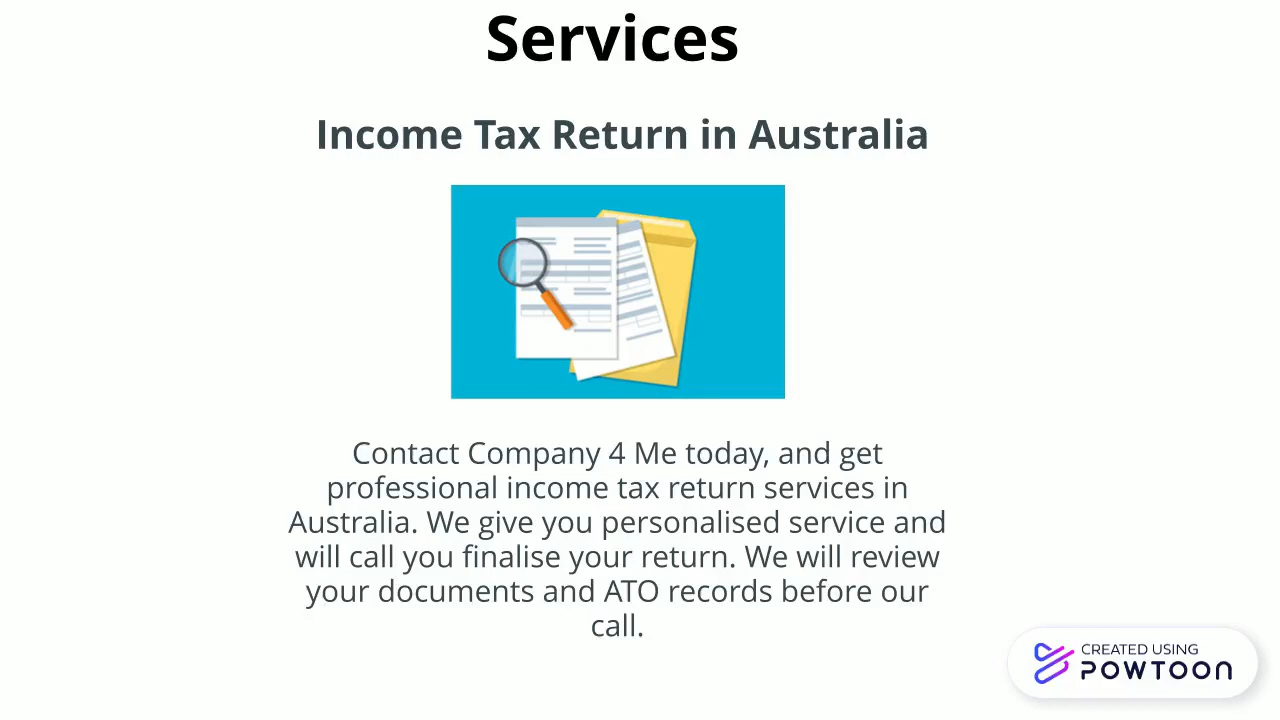 Services
Income Tax Return in Australia
Contact Company 4 Me today, and get
professional income tax return services in
Australia. We give you personalised service and
will call you finalise your return. We will review
your documents and ATO records before our
call.
CREATED USING
POWTOON